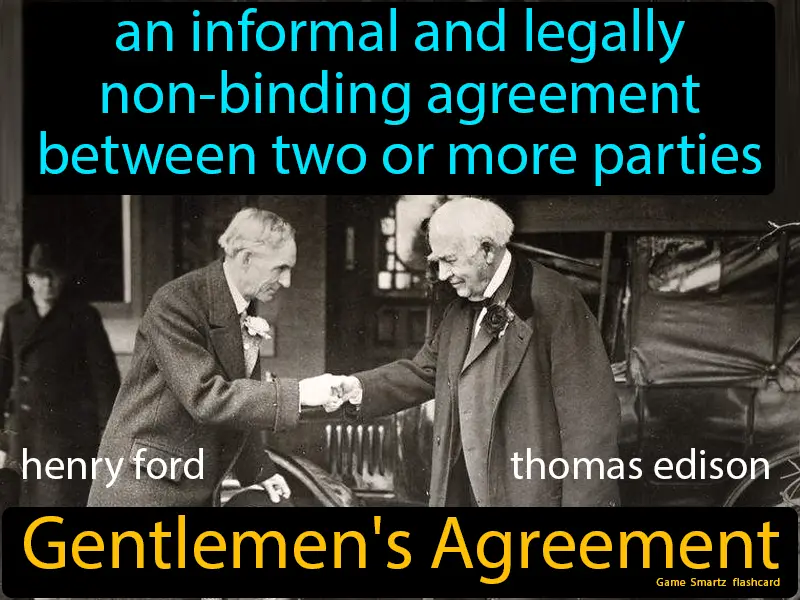 an informal and legally
non-binding agreement
between two or more parties
henry ford
thomas edison
Gentlemen's Agreement
Game Smartz flashcard